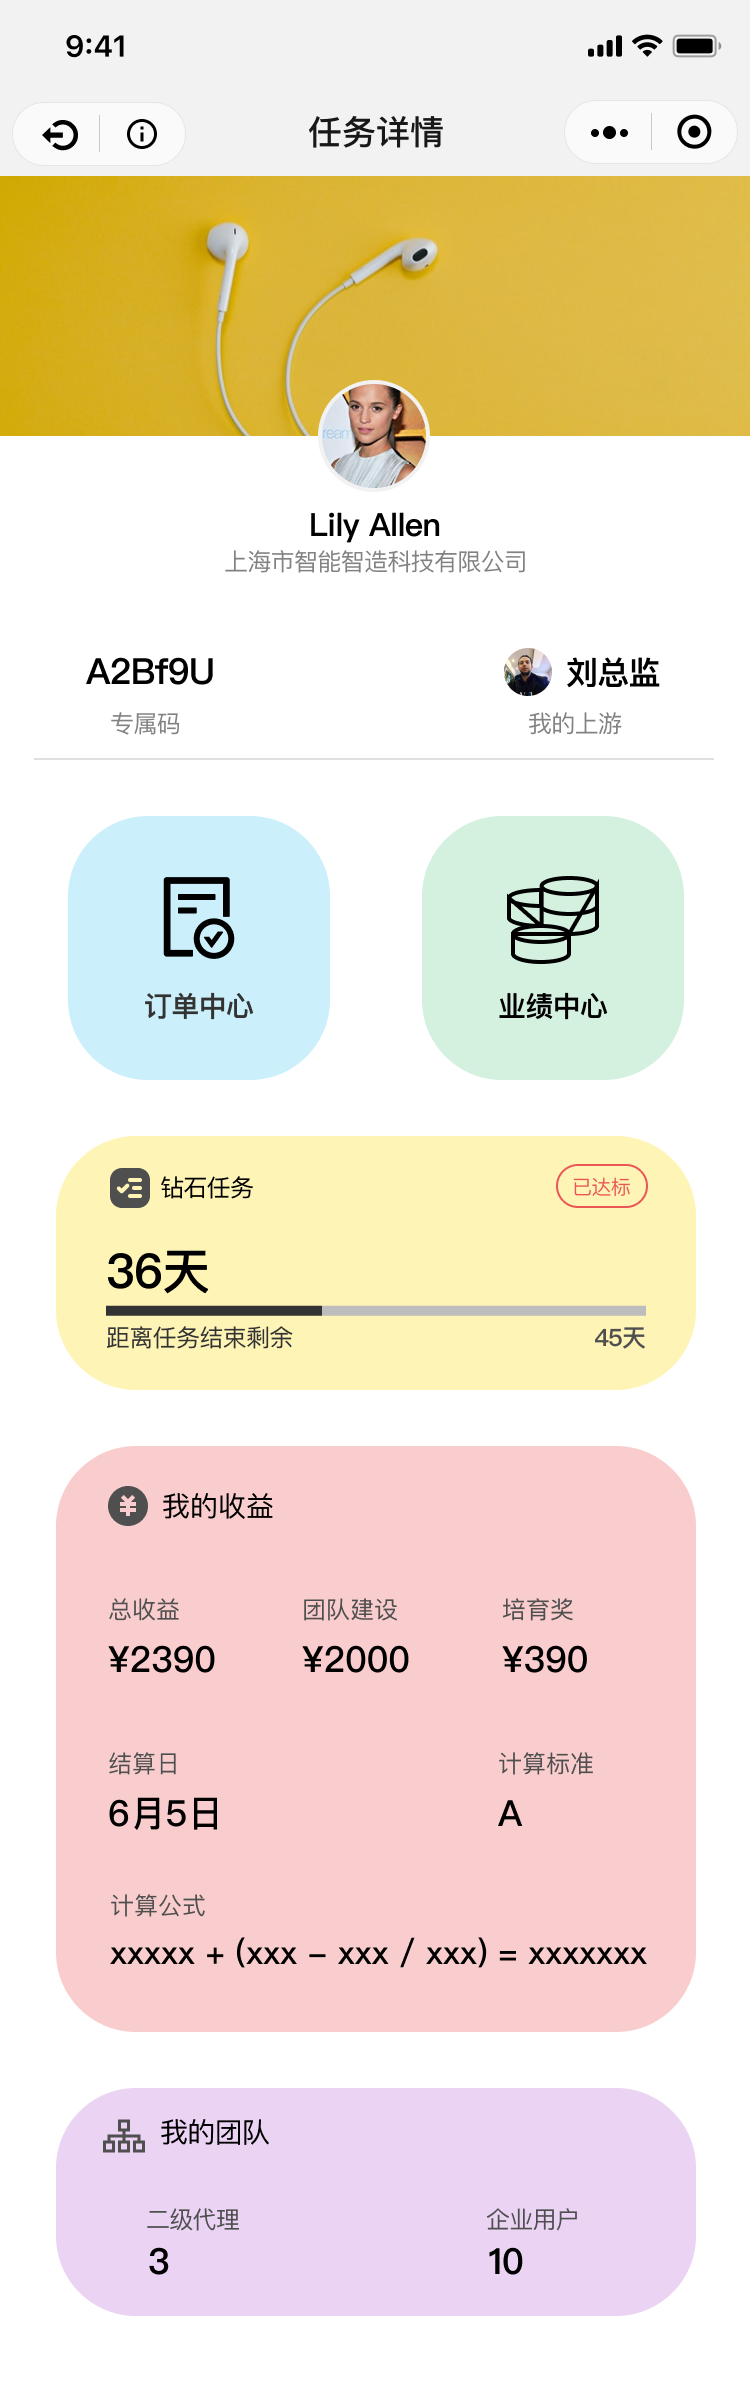 9:41
任务详情
Lily Allen
上海市智能智造科技有限公司
A2Bf9U
刘总监
专属码
我的上游
订单中心
业绩中心
钻石任务
已达标
36天
距离任务结束剩余
45天
我的收益
总收益
团队建设
培育奖
¥2390
¥2000
¥390
结算日
计算标准
6月5日
A
计算公式
xxxxx + (xxx – xxx / xxx) = xxxxxxx
我的团队
二级代理
企业用户
3
10